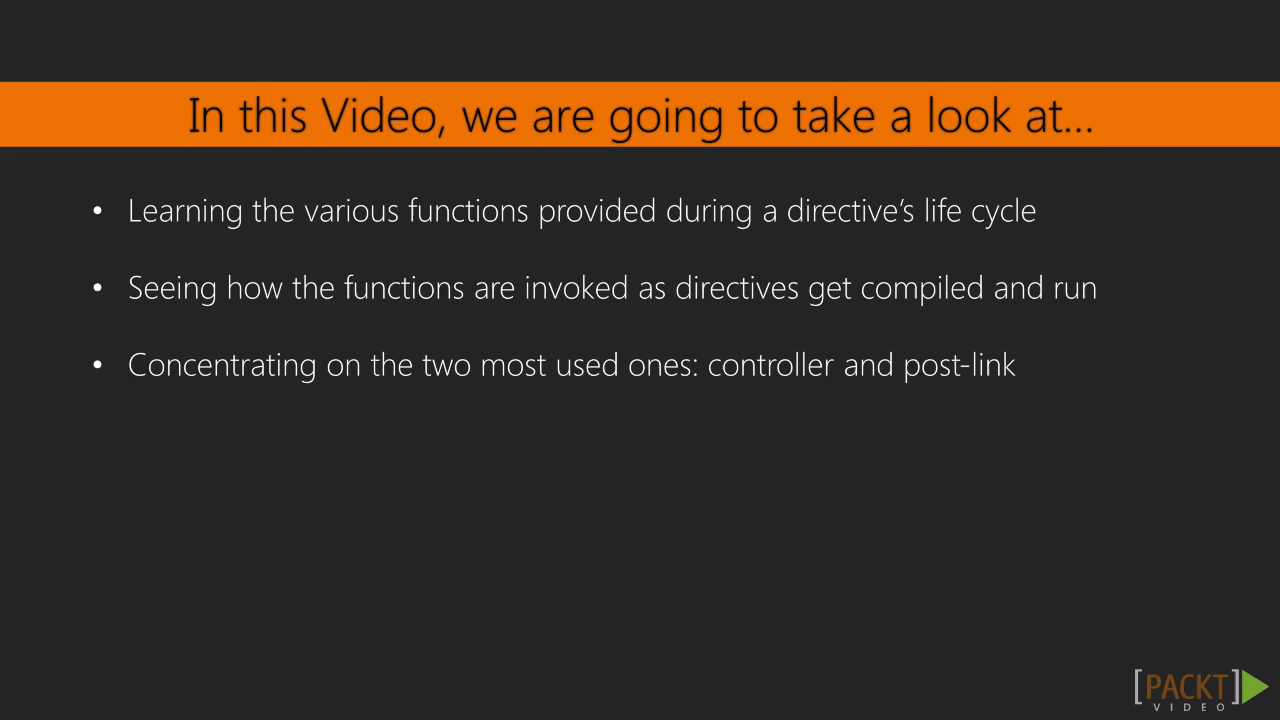 In this Video, we are going to take a look at...
• Learning the various functions provided during a directive's life cycle
• Seeing how the functions are invoked as directives get compiled and run
• Concentrating on the two most used ones: controller and post-link
[PACKT]
VIDEO